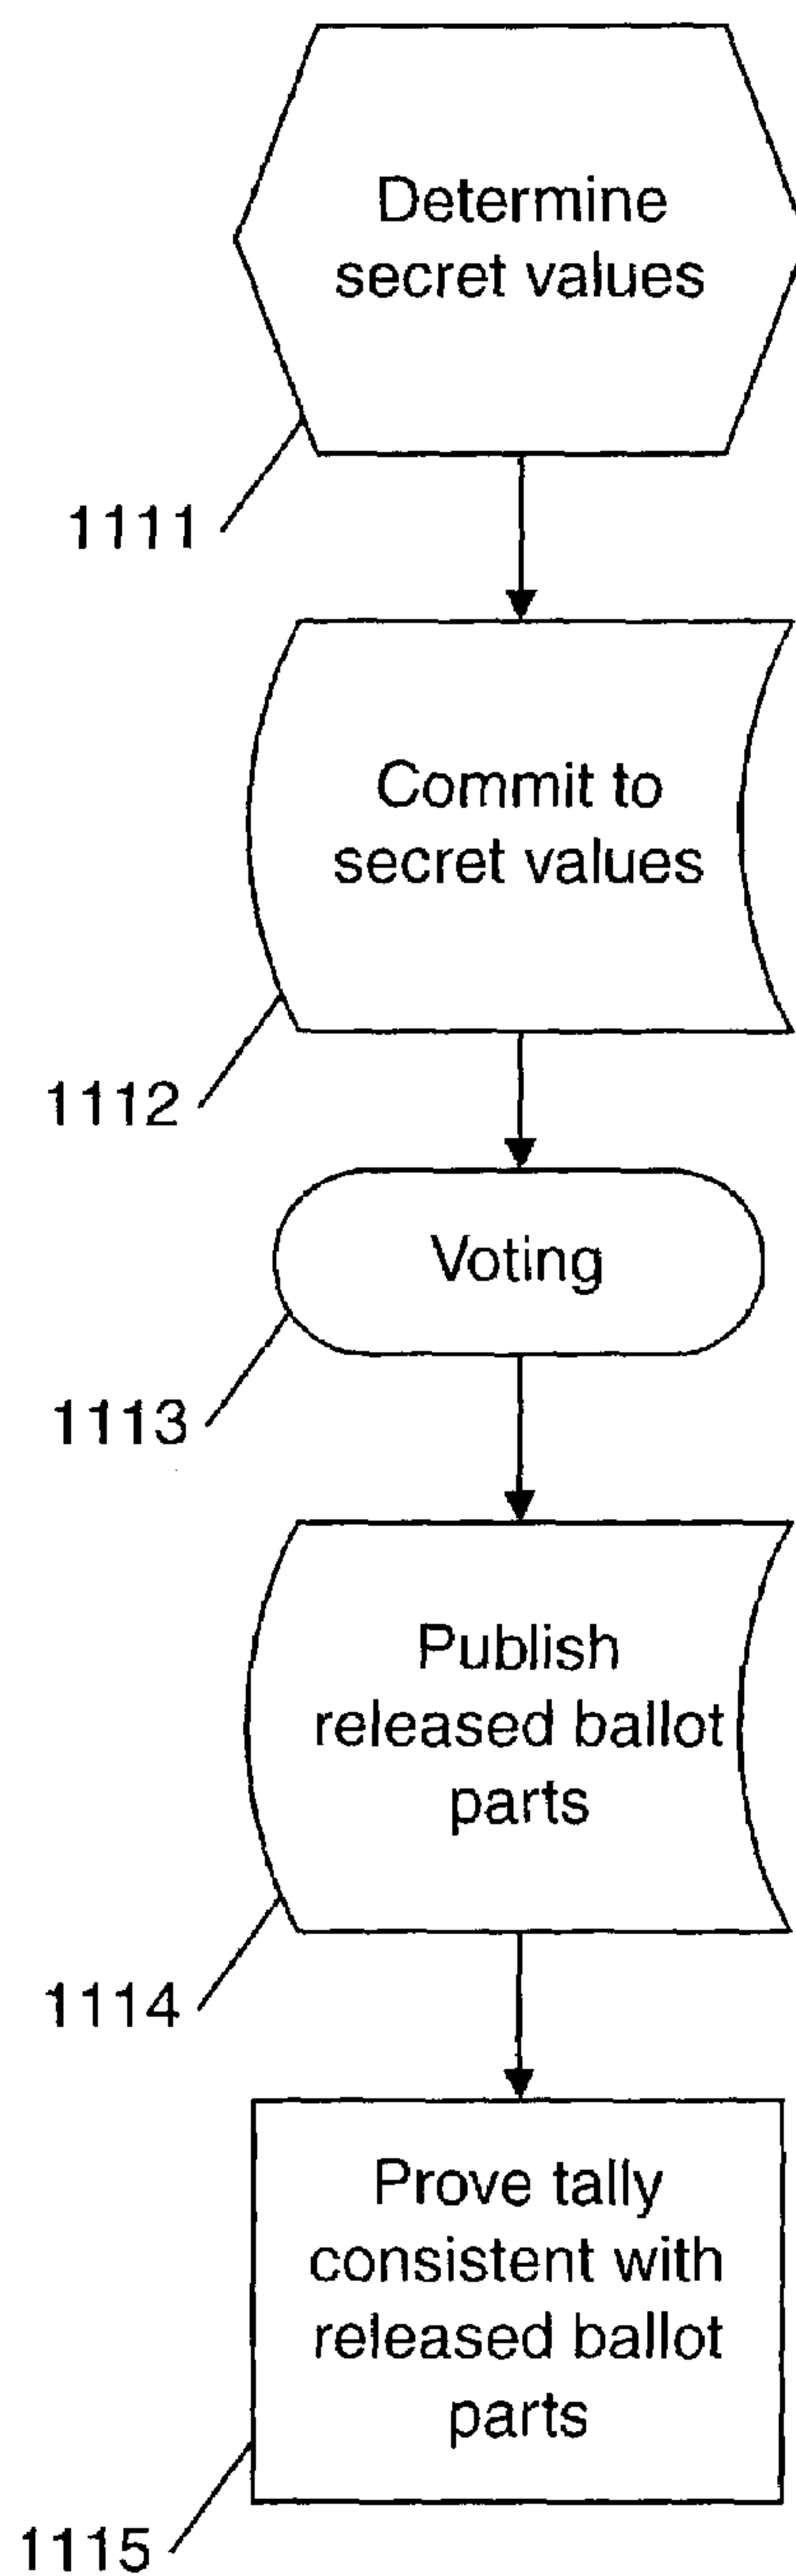 Determine
secret values
1111
Commit to
secret values
1112
Voting
1113
Publish
released ballot
parts
1114
Prove tally
consistent with
released ballot
parts
1115